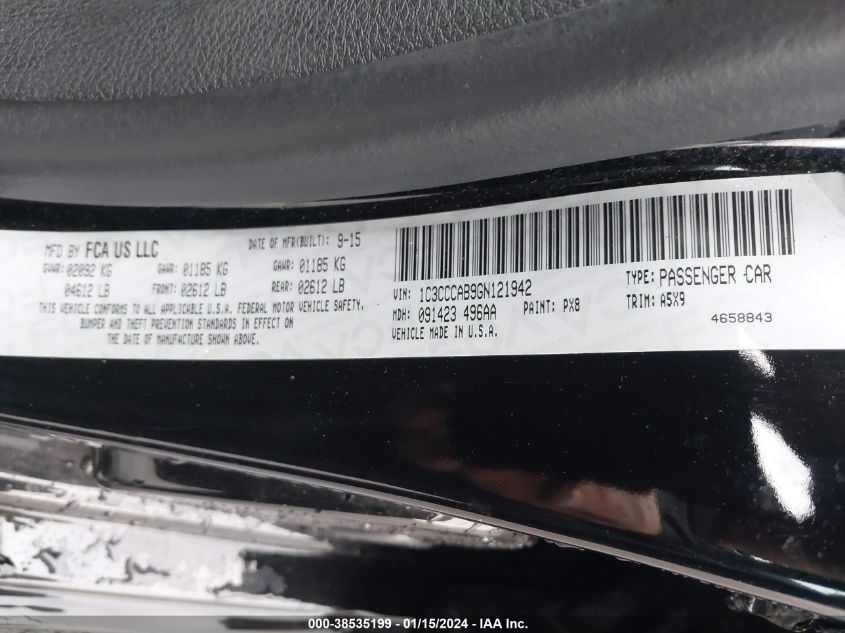 MFD BY FCA US LLC DATE OF MFR(BUILT): 9-15
GVWR: 02092 KG GAWR: 01185 KG GAWR: 01185 KG
04612 LB FRONT: 02612 LB REAR: 02612 LB
THIS VEHICLE CONFORMS TO ALL APPLICABLE U.S.A. FEDERAL MOTOR VEHICLE SAFETY,
BUMPER AND THEFT PREVENTION STANDARDS IN EFFECT ON
THE DATE OF MANUFACTURE SHOWN ABOVE.
VIN: 1C3CCCAB9GN121942 TYPE: PASSENGER CAR
MDH: 091423 496AA PAINT: PX8 TRIM: A5X9
VEHICLE MADE IN U.S.A. 4658843
000-38535199 - 01/15/2024 - IAA Inc.